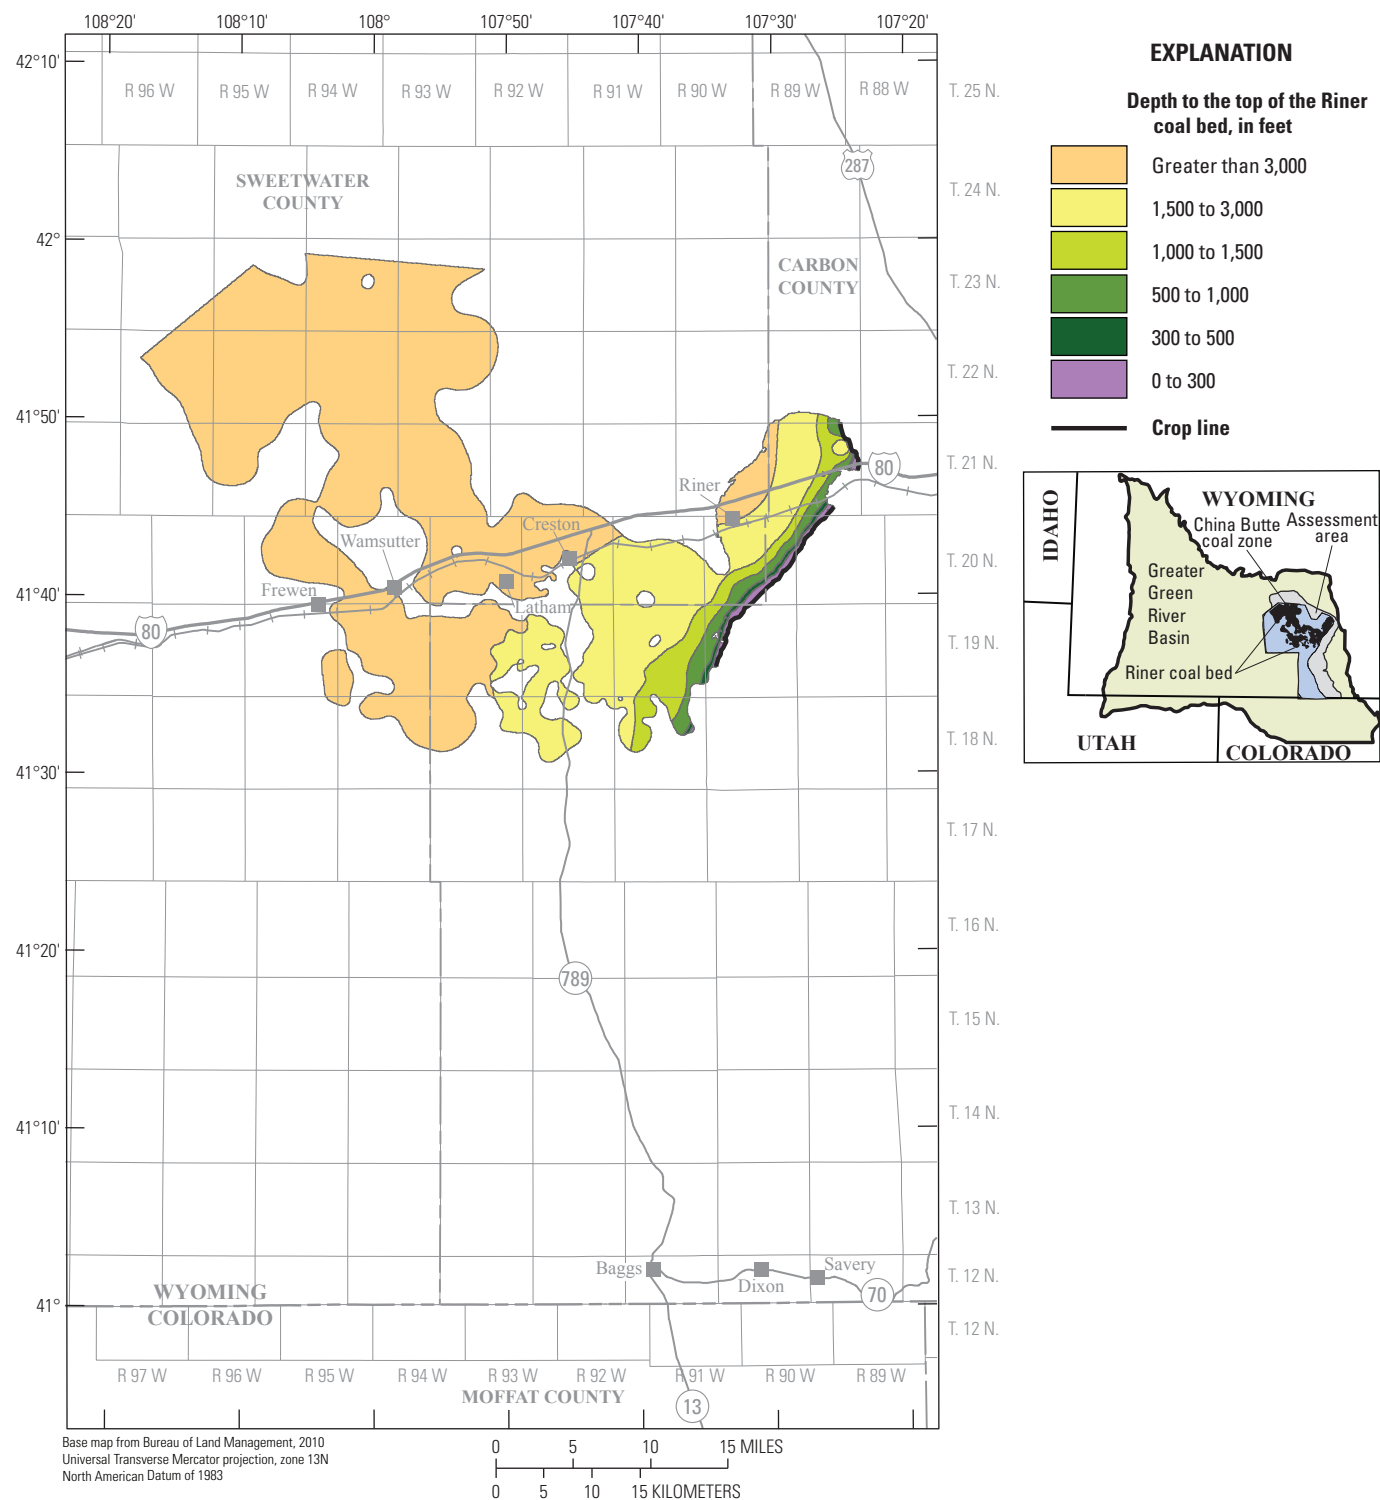 108°20' 108°10' 108° 107°50' 107°40' 107°30' 107°20'
42°10'
R 96 W R 95 W R 94 W R 93 W R 92 W R 91 W R 90 W R 89 W R 88 W T. 25 N.
287
SWEETWATER
COUNTY
T. 24 N.
42°
CARBON
COUNTY
T. 23 N.
T. 22 N.
41°50'
T. 21 N.
80
Riner
Creston
Wamsutter
T. 20 N.
Frewen
41°40'
Latham
80
T. 19 N.
T. 18 N.
41°30'
T. 17 N.
T. 16 N.
41°20'
789
T. 15 N.
T. 14 N.
41°10'
T. 13 N.
Baggs
Dixon
Savery
T. 12 N.
70
WYOMING
41°
COLORADO
T. 12 N.
R 97 W R 96 W R 95 W R 94 W R 93 W R 92 W R 91 W R 90 W R 89 W
MOFFAT COUNTY
13
Base map from Bureau of Land Management, 2010
Universal Transverse Mercator projection, zone 13N
North American Datum of 1983
0 5 10 15 MILES
0 5 10 15 KILOMETERS
EXPLANATION
Depth to the top of the Riner
coal bed, in feet
Greater than 3,000
1,500 to 3,000
1,000 to 1,500
500 to 1,000
300 to 500
0 to 300
Crop line
IDAHO
WYOMING
China Butte
coal zone
Assessment
area
Greater
Green
River
Basin
Riner coal bed
UTAH
COLORADO